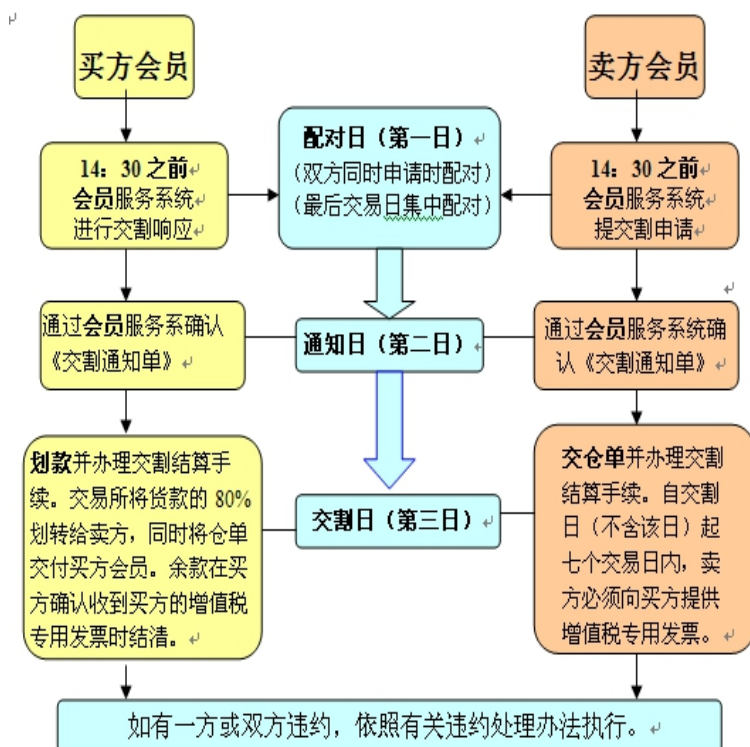 买方会员
卖方会员
配对日（第一日）
（双方同时申请时配对）
（最后交易日集中配对）
14：30 之前
会员服务系统
进行交割响应
14：30 之前
会员服务系统
提交割申请
通过会员服务系确认
《交割通知单》
通知日（第二日）
通过会员服务系统确
认《交割通知单》
划款并办理交割结算手
续。交易所将货款的 80%
划转给卖方，同时将仓单
交付买方会员。余款在买
方确认收到买方的增值税
专用发票时结清。
交割日（第三日）
交仓单并办理交割
结算手续。自交割
日（不含该日）起
七个交易日内，卖
方必须向买方提供
增值税专用发票。
如有一方或双方违约，依照有关违约处理办法执行。